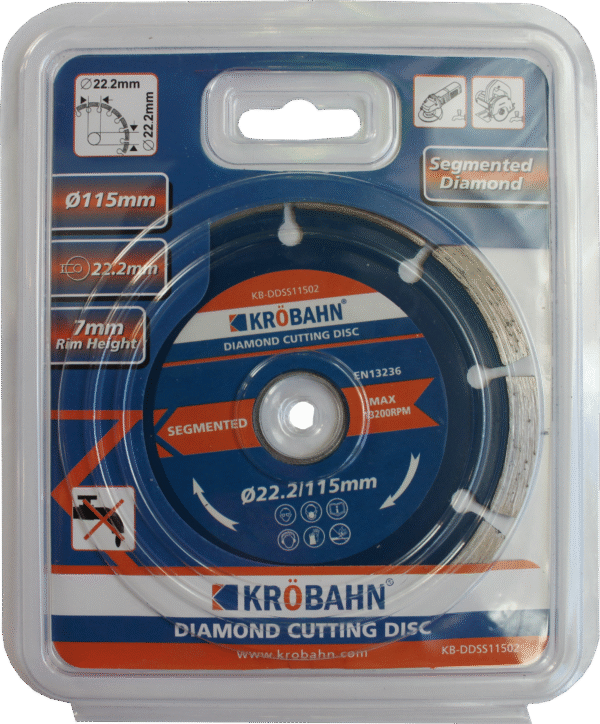 Ø22.2mm
Ø22.2mm
Segmented
Diamond
Ø115mm
22.2mm
7mm
Rim Height
KB-DDSS11502
KRÖBAHN®
DIAMOND CUTTING DISC
EN13236
SEGMENTED
MAX
13200RPM
Ø22.2/115mm
KRÖBAHN®
DIAMOND CUTTING DISC
www.krobahn.com
KB-DDSS11502